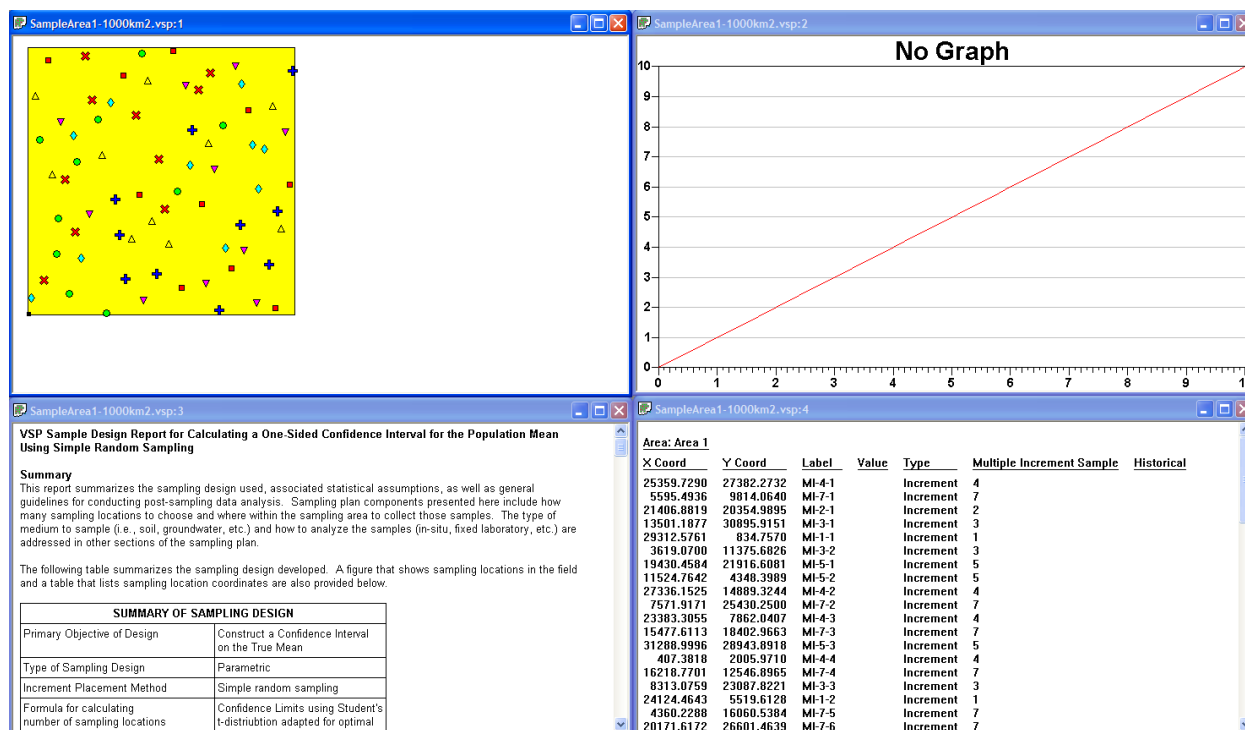 SampleArea1-1000km2.vsp:1
SampleArea1-1000km2.vsp:2
No Graph
10
9
8
7
6
5
4
3
2
1
0
0 1 2 3 4 5 6 7 8 9 1
SampleArea1-1000km2.vsp:3
VSP Sample Design Report for Calculating a One-Sided Confidence Interval for the Population Mean
Using Simple Random Sampling
Summary
This report summarizes the sampling design used, associated statistical assumptions, as well as general
guidelines for conducting post-sampling data analysis. Sampling plan components presented here include how
many sampling locations to choose and where within the sampling area to collect those samples. The type of
medium to sample (i.e., soil, groundwater, etc.) and how to analyze the samples (in-situ, fixed laboratory, etc.) are
addressed in other sections of the sampling plan.
The following table summarizes the sampling design developed. A figure that shows sampling locations in the field
and a table that lists sampling location coordinates are also provided below.
SUMMARY OF SAMPLING DESIGN
Primary Objective of Design Construct a Confidence Interval
on the True Mean
Type of Sampling Design Parametric
Increment Placement Method Simple random sampling
Formula for calculating Confidence Limits using Student's
number of sampling locations t-distriubtion adapted for optimal
SampleArea1-1000km2.vsp:4
Area: Area 1
X Coord Y Coord Label Value Type Multiple Increment Sample Historical
25359.7290 27382.2732 MI-4-1 Increment 4
5595.4936 9814.0640 MI-7-1 Increment 7
21406.8819 20354.9895 MI-2-1 Increment 2
13501.1877 30895.9151 MI-3-1 Increment 3
29312.5761 834.7570 MI-1-1 Increment 1
3619.0700 11375.6826 MI-3-2 Increment 3
19430.4584 21916.6081 MI-5-1 Increment 5
11524.7642 4348.3989 MI-5-2 Increment 5
27336.1525 14889.3244 MI-4-2 Increment 4
7571.9171 25430.2500 MI-7-2 Increment 7
23383.3055 7862.0407 MI-4-3 Increment 4
15477.6113 18402.9663 MI-7-3 Increment 7
31288.9996 28943.8918 MI-5-3 Increment 5
407.3818 2005.9710 MI-4-4 Increment 4
16218.7701 12546.8965 MI-7-4 Increment 7
8313.0759 23087.8221 MI-3-3 Increment 3
24124.4643 5519.6128 MI-1-2 Increment 1
4360.2288 16060.5384 MI-7-5 Increment 7
20171.6172 26601.4639 MI-7-6 Increment 7